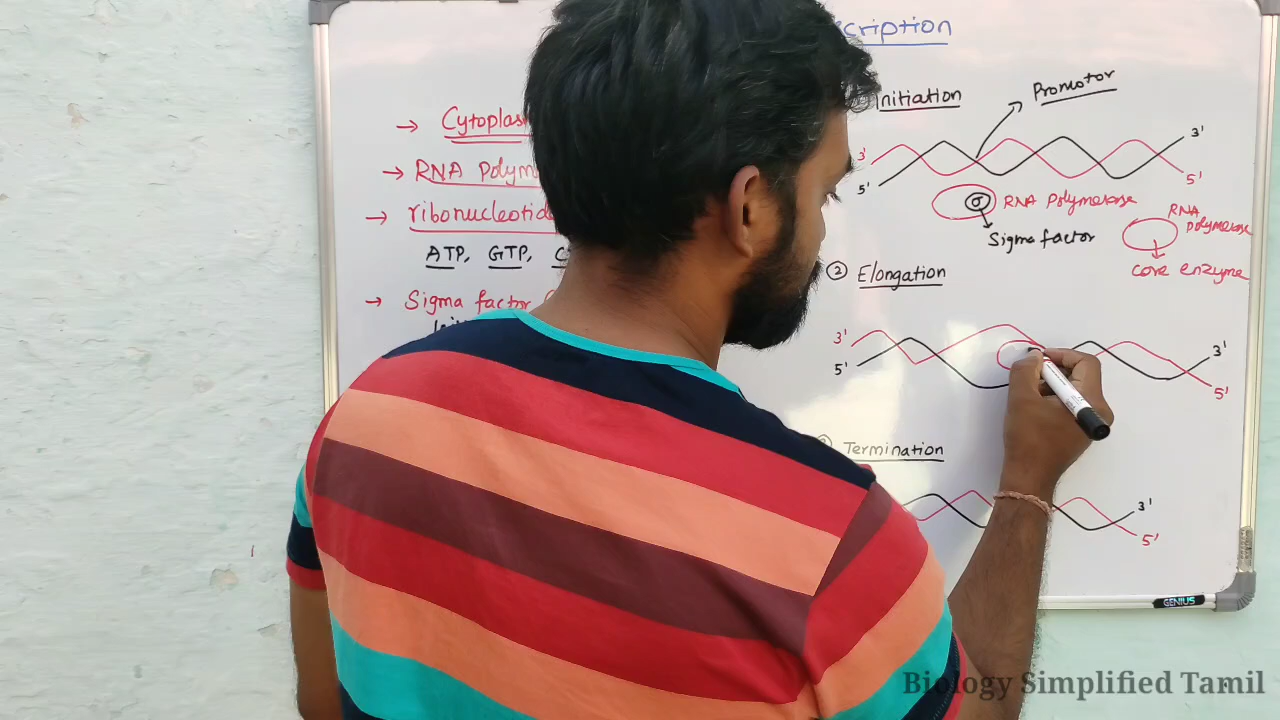 cription
→ Cytoplas
→ RNA Polym
→ ribonucleotid
ATP, GTP, C
→ Sigma factor
Initiation
Promotor
3'
3'
5'
5'
σ
RNA Polymerase
Sigma factor
RNA
Polymerase
core enzyme
② Elongation
3'
5'
3'
5'
Termination
3'
5'
GENIUS
Biology Simplified Tamil